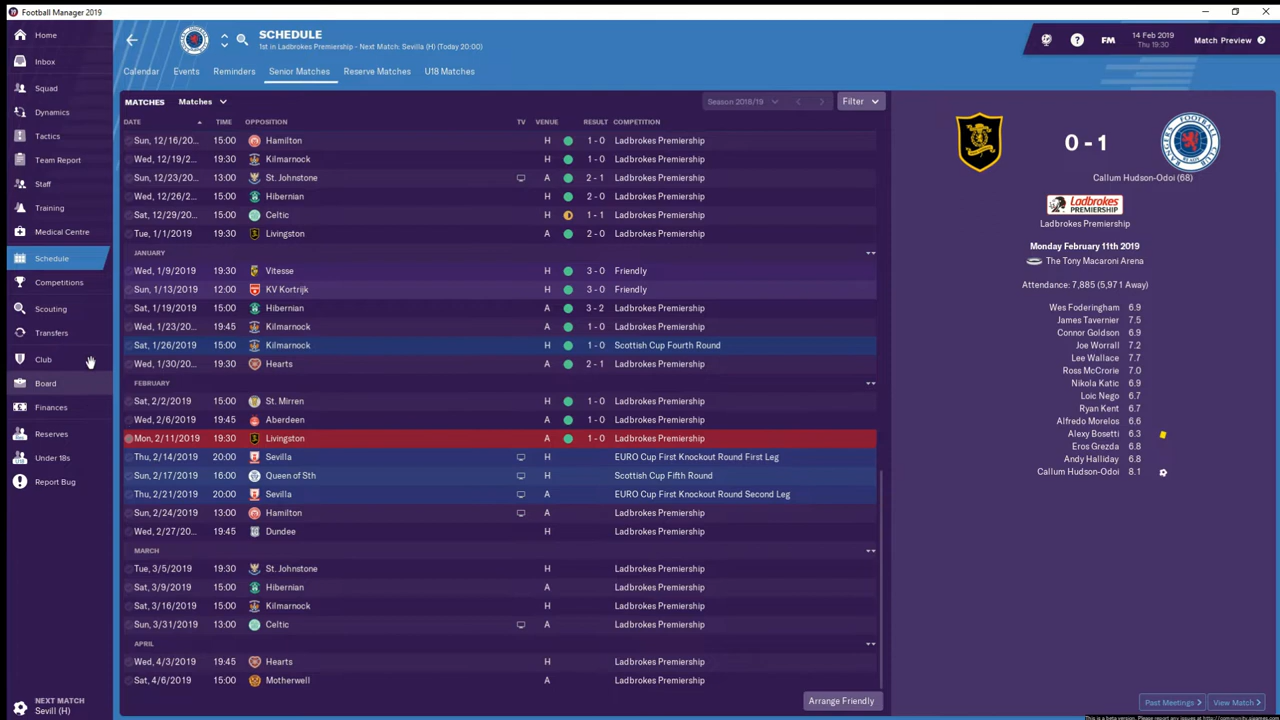 Football Manager 2019
Home
Inbox
Squad
Dynamics
Tactics
Team Report
Staff
Training
Medical Centre
Schedule
Competitions
Scouting
Transfers
Club
Board
Finances
Reserves
Under 18s
Report Bug
NEXT MATCH
Sevill (H)
SCHEDULE
1st in Ladbrokes Premiership - Next Match: Sevilla (H) (Today 20:00)
14 Feb 2019
Thu 19:30
FM
Match Preview
Calendar Events Reminders Senior Matches Reserve Matches U18 Matches
MATCHES Matches Season 2018/19 Filter
DATE TIME OPPOSITION TV VENUE RESULT COMPETITION
Sun, 12/16/20... 15:00 Hamilton H 1 - 0 Ladbrokes Premiership
Wed, 12/19/2... 19:30 Kilmarnock H 1 - 0 Ladbrokes Premiership
Sun, 12/23/20... 13:00 St. Johnstone A 2 - 1 Ladbrokes Premiership
Wed, 12/26/2... 15:00 Hibernian H 2 - 0 Ladbrokes Premiership
Sat, 12/29/20... 15:00 Celtic H 1 - 1 Ladbrokes Premiership
Tue, 1/1/2019 19:30 Livingston A 2 - 0 Ladbrokes Premiership
JANUARY
Wed, 1/9/2019 19:30 Vitesse H 3 - 0 Friendly
Sun, 1/13/2019 12:00 KV Kortrijk H 3 - 0 Friendly
Sat, 1/19/2019 15:00 Hibernian A 3 - 2 Ladbrokes Premiership
Wed, 1/23/20... 19:45 Kilmarnock A 1 - 0 Ladbrokes Premiership
Sat, 1/26/2019 15:00 Kilmarnock H 1 - 0 Scottish Cup Fourth Round
Wed, 1/30/20... 19:30 Hearts A 2 - 1 Ladbrokes Premiership
FEBRUARY
Sat, 2/2/2019 15:00 St. Mirren H 1 - 0 Ladbrokes Premiership
Wed, 2/6/2019 19:45 Aberdeen A 1 - 0 Ladbrokes Premiership
Mon, 2/11/2019 19:30 Livingston A 1 - 0 Ladbrokes Premiership
Thu, 2/14/2019 20:00 Sevilla H EURO Cup First Knockout Round First Leg
Sun, 2/17/2019 16:00 Queen of Sth H Scottish Cup Fifth Round
Thu, 2/21/2019 20:00 Sevilla A EURO Cup First Knockout Round Second Leg
Sun, 2/24/2019 13:00 Hamilton A Ladbrokes Premiership
Wed, 2/27/20... 19:45 Dundee H Ladbrokes Premiership
MARCH
Tue, 3/5/2019 19:30 St. Johnstone H Ladbrokes Premiership
Sat, 3/9/2019 15:00 Hibernian A Ladbrokes Premiership
Sat, 3/16/2019 15:00 Kilmarnock H Ladbrokes Premiership
Sun, 3/31/2019 13:00 Celtic A Ladbrokes Premiership
APRIL
Wed, 4/3/2019 19:45 Hearts H Ladbrokes Premiership
Sat, 4/6/2019 15:00 Motherwell A Ladbrokes Premiership
Arrange Friendly
0 - 1
Callum Hudson-Odoi (68)
Ladbrokes
PREMIERSHIP
Ladbrokes Premiership
Monday February 11th 2019
The Tony Macaroni Arena
Attendance: 7,885 (5,971 Away)
Wes Foderingham 6.9
James Tavernier 7.5
Connor Goldson 6.9
Joe Worrall 7.2
Lee Wallace 7.7
Ross McCrorie 7.0
Nikola Katic 6.9
Loic Nego 6.7
Ryan Kent 6.7
Alfredo Morelos 6.6
Alexy Bosetti 6.3
Eros Grezda 6.8
Andy Halliday 6.8
Callum Hudson-Odoi 8.1
Past Meetings View Match